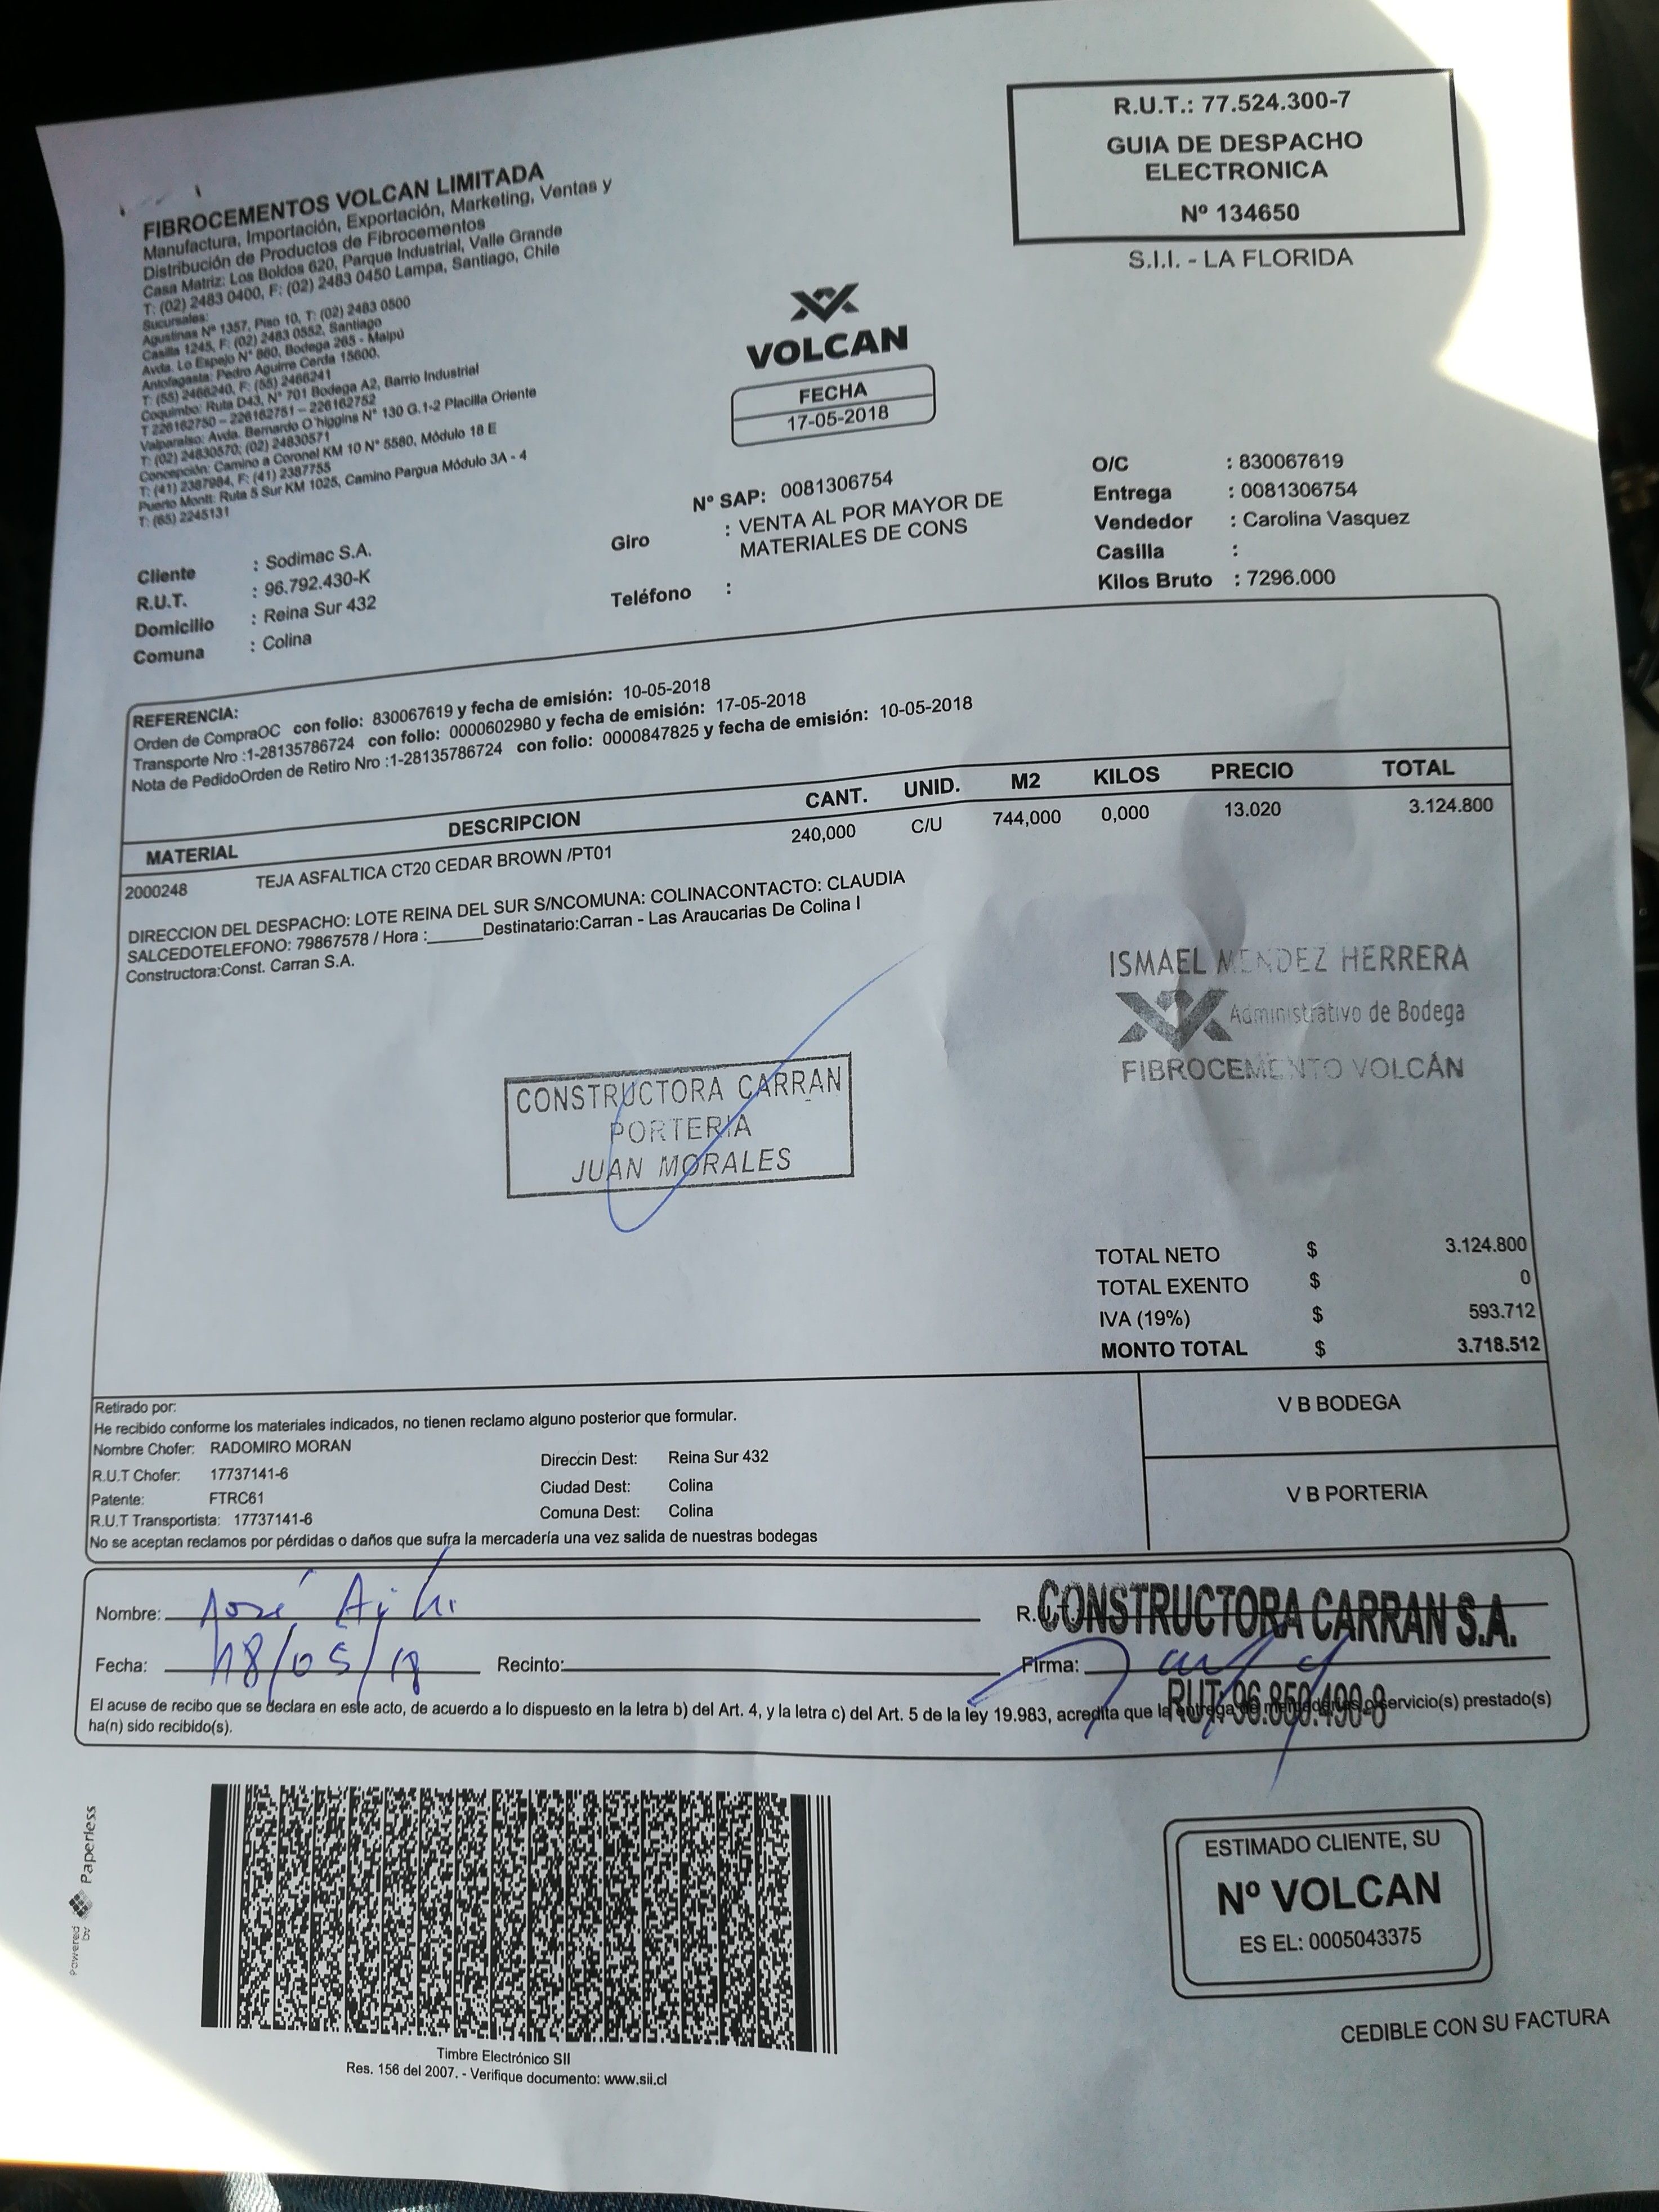 R.U.T.: 77.524.300-7
GUIA DE DESPACHO
ELECTRONICA
Nº 134650
S.I.I. - LA FLORIDA
FIBROCEMENTOS VOLCAN LIMITADA
Manufactura, Importación, Exportación, Marketing, Ventas y
Distribución de Productos de Fibrocementos
Casa Matriz: Los Boldos 620, Parque Industrial, Valle Grande
T: (02) 2483 0400, F: (02) 2483 0450 Lampa, Santiago, Chile
Sucursales:
Agustinas Nº 1357, Piso 10, T: (02) 2483 0500
Casilla 1245, F: (02) 2483 0552, Santiago
Avda. Lo Espejo N° 860, Bodega 265 - Maipú
Antofagasta: Pedro Aguirre Cerda 15600.
T: (55) 2466240, F: (55) 2466241
Coquimbo: Ruta D43, N° 701 Bodega A2, Barrio Industrial
T 226162750 – 226162751 – 226162752
Valparaíso: Avda. Bernardo O´higgins N° 130 G.1-2 Placilla Oriente
T: (02) 24830570; (02) 24830571
Concepción: Camino a Coronel KM 10 N° 5580, Módulo 18 E
T: (41) 2387984, F: (41) 2387755
Puerto Montt: Ruta 5 Sur KM 1025, Camino Pargua Módulo 3A - 4
T: (65) 2245131
VOLCAN
FECHA
17-05-2018
Nº SAP: 0081306754
Cliente : Sodimac S.A.
R.U.T. : 96.792.430-K
Domicilio : Reina Sur 432
Comuna : Colina
Giro : VENTA AL POR MAYOR DE
MATERIALES DE CONS
Teléfono :
O/C : 830067619
Entrega : 0081306754
Vendedor : Carolina Vasquez
Casilla :
Kilos Bruto : 7296.000
REFERENCIA:
Orden de CompraOC con folio: 830067619 y fecha de emisión: 10-05-2018
Transporte Nro :1-28135786724 con folio: 0000602980 y fecha de emisión: 17-05-2018
Nota de PedidoOrden de Retiro Nro :1-28135786724 con folio: 0000847825 y fecha de emisión: 10-05-2018
MATERIAL DESCRIPCION CANT. UNID. M2 KILOS PRECIO TOTAL
2000248 TEJA ASFALTICA CT20 CEDAR BROWN /PT01 240,000 C/U 744,000 0,000 13.020 3.124.800
DIRECCION DEL DESPACHO: LOTE REINA DEL SUR S/NCOMUNA: COLINACONTACTO: CLAUDIA
SALCEDOTELEFONO: 79867578 / Hora :______Destinatario:Carran - Las Araucarias De Colina I
Constructora:Const. Carran S.A.
ISMAEL MENDEZ HERRERA
Administrativo de Bodega
FIBROCEMENTO VOLCÁN
CONSTRUCTORA CARRAN
PORTERIA
JUAN MORALES
TOTAL NETO $ 3.124.800
TOTAL EXENTO $ 0
IVA (19%) $ 593.712
MONTO TOTAL $ 3.718.512
Retirado por:
He recibido conforme los materiales indicados, no tienen reclamo alguno posterior que formular.
Nombre Chofer: RADOMIRO MORAN
R.U.T Chofer: 17737141-6
Patente: FTRC61
R.U.T Transportista: 17737141-6
Direccin Dest: Reina Sur 432
Ciudad Dest: Colina
Comuna Dest: Colina
No se aceptan reclamos por pérdidas o daños que sufra la mercadería una vez salida de nuestras bodegas
V B BODEGA
V B PORTERIA
Nombre: José
CONSTRUCTORA CARRAN S.A.
Fecha: 18/05/18 Recinto: Firma:
RUT: 96.850.490-8
El acuse de recibo que se declara en este acto, de acuerdo a lo dispuesto en la letra b) del Art. 4, y la letra c) del Art. 5 de la ley 19.983, acredita que la entrega de mercaderías o servicio(s) prestado(s)
ha(n) sido recibido(s).
Powered by Paperless
Timbre Electrónico SII
Res. 156 del 2007. - Verifique documento: www.sii.cl
ESTIMADO CLIENTE, SU
Nº VOLCAN
ES EL: 0005043375
CEDIBLE CON SU FACTURA